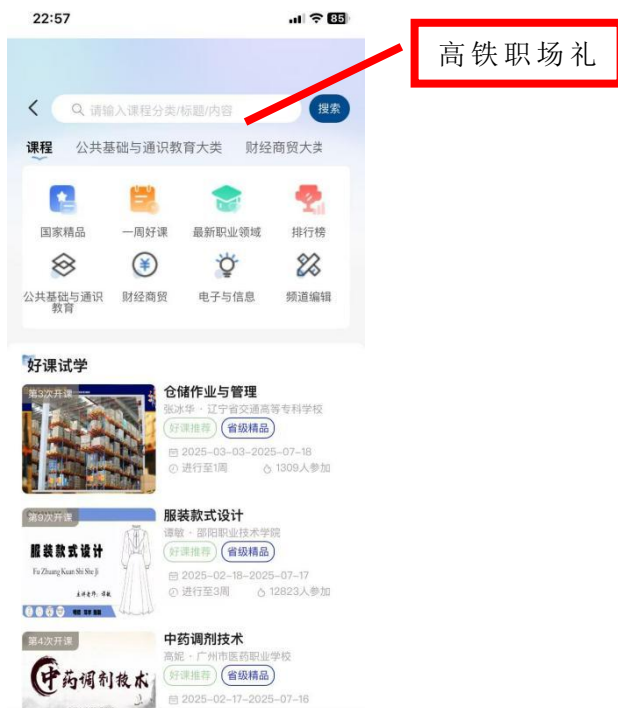 22:57
85
高铁职场礼
请输入课程分类/标题/内容
搜索
课程 公共基础与通识教育大类 财经商贸大类
国家精品 一周好课 最新职业领域 排行榜
公共基础与通识教育 财经商贸 电子与信息 频道编辑
好课试学
第3次开课
仓储作业与管理
张冰华 · 辽宁省交通高等专科学校
好课推荐 省级精品
2025-03-03-2025-07-18
进行至1周 1309人参加
第9次开课
服装款式设计
Fu Zhuang Kuan Shi She Ji
服装款式设计
谭敏 · 邵阳职业技术学院
好课推荐 省级精品
2025-02-18-2025-07-17
进行至3周 12823人参加
第4次开课
中药调剂技术
中药调剂技术
高妮 · 广州市医药职业学校
好课推荐 省级精品
2025-02-17-2025-07-16